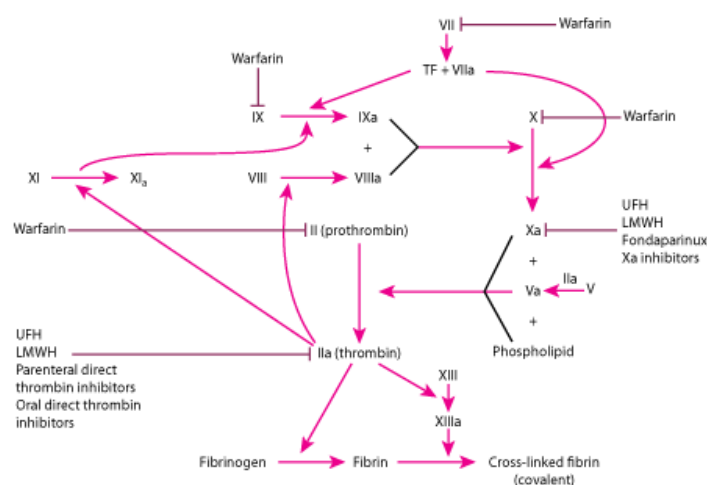 VII
Warfarin
TF + VIIa
Warfarin
IX
IXa
X
Warfarin
+
XI
XIa
VIII
VIIIa
UFH
LMWH
Fondaparinux
Xa inhibitors
Warfarin
II (prothrombin)
Xa
+
IIa
Va
V
+
Phospholipid
UFH
LMWH
Parenteral direct
thrombin inhibitors
Oral direct thrombin
inhibitors
IIa (thrombin)
XIII
XIIIa
Fibrinogen
Fibrin
Cross-linked fibrin
(covalent)